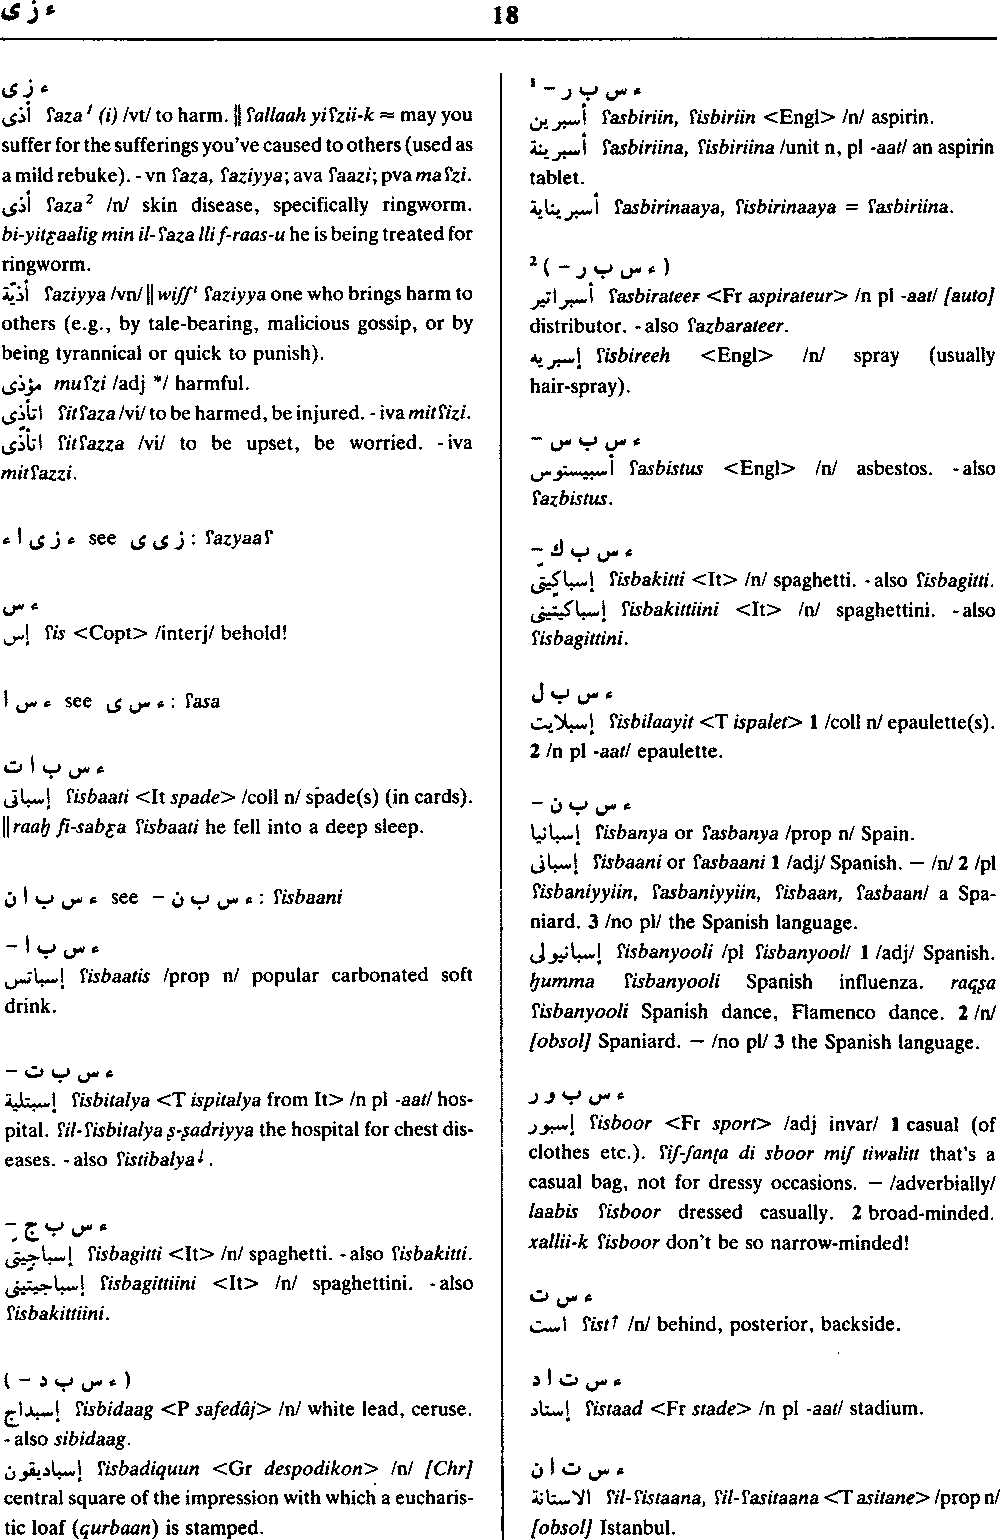 ء ز ى
18
ء ز ى
أذى ʕaza¹ (i) /vt/ to harm. ‖ ʕallaah yiʕzii-k ≈ may you
suffer for the sufferings you've caused to others (used as
a mild rebuke). - vn ʕaza, ʕaziyya; ava ʕaazi; pva maʕzi.
أذى ʕaza² /n/ skin disease, specifically ringworm.
bi-yitɛaalig min il-ʕaza lli f-raas-u he is being treated for
ringworm.
أذيّة ʕaziyya /vn/ ‖ wiʃʃ¹ ʕaziyya one who brings harm to
others (e.g., by tale-bearing, malicious gossip, or by
being tyrannical or quick to punish).
مؤذى muʕzi /adj */ harmful.
اتأذى ʕitʕaza /vi/ to be harmed, be injured. - iva mitʕizi.
اتأذّى ʕitʕazza /vi/ to be upset, be worried. - iva
mitʕazzi.
ء ز ى ا ء see ز ى ى : ʕazyaaʕ
ء س
إس ʕis <Copt> /interj/ behold!
ء س ا see ء س ى : ʕasa
ء س ب ا ت
إسباتى ʕisbaati <It spade> /coll n/ spade(s) (in cards).
‖ raaḥ fi-sabɛa ʕisbaati he fell into a deep sleep.
ء س ب ا ن see ء س ب ن – : ʕisbaani
ء س ب ا –
إسباتس ʕisbaatis /prop n/ popular carbonated soft
drink.
ء س ب ت –
إسبتلية ʕisbitalya <T ispitalya from It> /n pl -aat/ hos-
pital. ʕil-ʕisbitalya ṣ-ṣadriyya the hospital for chest dis-
eases. - also ʕistibalya↓.
ء س ب چ –
إسباچيتى ʕisbagitti <It> /n/ spaghetti. - also ʕisbakitti.
إسباچيتينى ʕisbagittiini <It> /n/ spaghettini. - also
ʕisbakittiini.
(ء س ب د –)
إسبداج ʕisbidaag <P safedâj> /n/ white lead, ceruse.
- also sibidaag.
إسباديقون ʕisbadiquun <Gr despodikon> /n/ [Chr]
central square of the impression with which a eucharis-
tic loaf (qurbaan) is stamped.
ء س ب ر – ¹
أسبرين ʕasbiriin, ʕisbiriin <Engl> /n/ aspirin.
أسبرينة ʕasbiriina, ʕisbiriina /unit n, pl -aat/ an aspirin
tablet.
أسبريناية ʕasbirinaaya, ʕisbirinaaya = ʕasbiriina.
(ء س ب ر –) ²
أسبراتير ʕasbirateer <Fr aspirateur> /n pl -aat/ [auto]
distributor. - also ʕazbarateer.
إسبريه ʕisbireeh <Engl> /n/ spray (usually
hair-spray).
ء س ب س –
أسبيستوس ʕasbistus <Engl> /n/ asbestos. - also
ʕazbistus.
ء س ب ك –
إسباكيتى ʕisbakitti <It> /n/ spaghetti. - also ʕisbagitti.
إسباكيتينى ʕisbakittiini <It> /n/ spaghettini. - also
ʕisbagittini.
ء س ب ل
إسبلايت ʕisbilaayit <T ispalet> 1 /coll n/ epaulette(s).
2 /n pl -aat/ epaulette.
ء س ب ن –
إسبانيا ʕisbanya or ʕasbanya /prop n/ Spain.
إسبانى ʕisbaani or ʕasbaani 1 /adj/ Spanish. — /n/ 2 /pl
ʕisbaniyyiin, ʕasbaniyyiin, ʕisbaan, ʕasbaan/ a Spa-
niard. 3 /no pl/ the Spanish language.
إسبانيولى ʕisbanyooli /pl ʕisbanyool/ 1 /adj/ Spanish.
ḥumma ʕisbanyooli Spanish influenza. raqṣa
ʕisbanyooli Spanish dance, Flamenco dance. 2 /n/
[obsol] Spaniard. — /no pl/ 3 the Spanish language.
ء س ب و ر
إسبور ʕisboor <Fr sport> /adj invar/ 1 casual (of
clothes etc.). ʕiʃ-ʃanṭa di sboor miʃ tiwalitt that's a
casual bag, not for dressy occasions. — /adverbially/
laabis ʕisboor dressed casually. 2 broad-minded.
xallii-k ʕisboor don't be so narrow-minded!
ء س ت
است ʕist↑ /n/ behind, posterior, backside.
ء س ت ا د
إستاد ʕistaad <Fr stade> /n pl -aat/ stadium.
ء س ت ا ن
الاستانة ʕil-ʕistaana, ʕil-ʕasitaana <T asitane> /prop n/
[obsol] Istanbul.